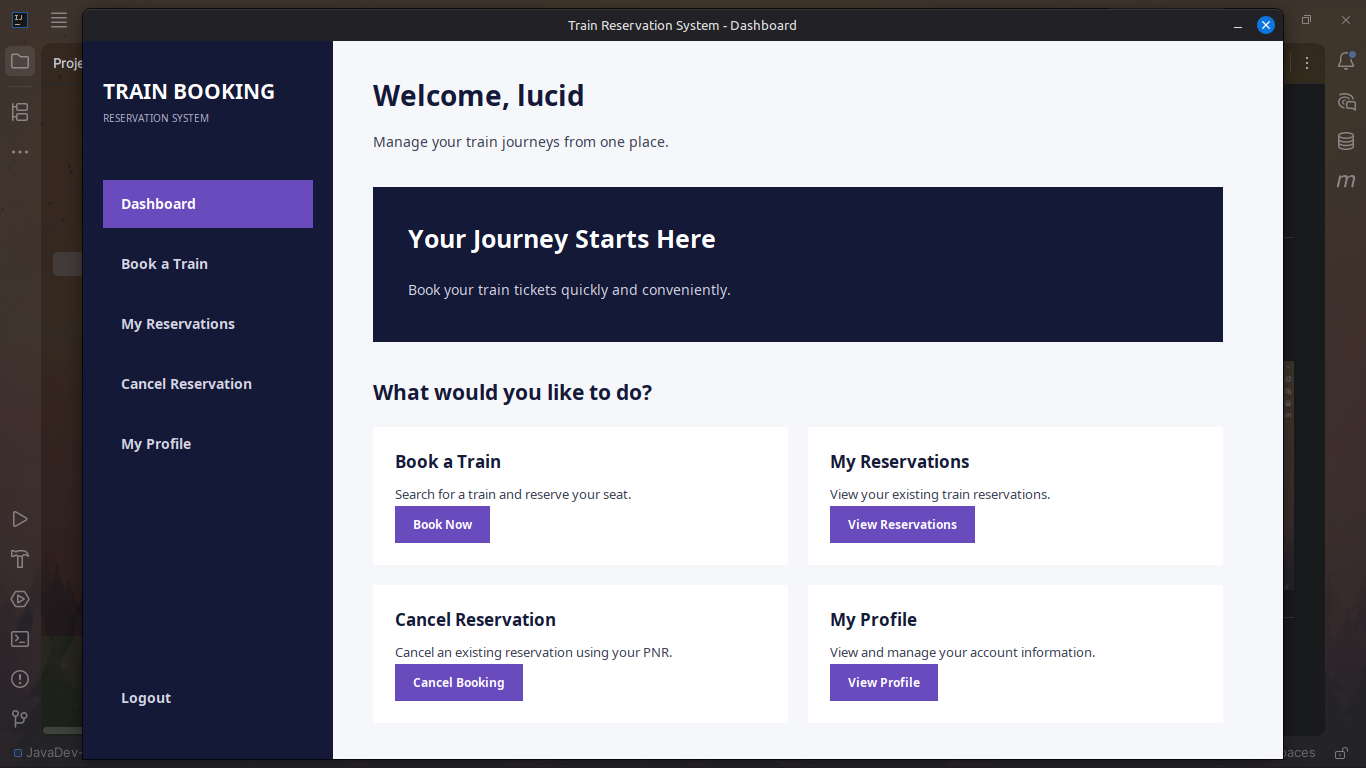 Train Reservation System - Dashboard
Proje
TRAIN BOOKING
RESERVATION SYSTEM
Dashboard
Book a Train
My Reservations
Cancel Reservation
My Profile
Logout
Welcome, lucid
Manage your train journeys from one place.
Your Journey Starts Here
Book your train tickets quickly and conveniently.
What would you like to do?
Book a Train
Search for a train and reserve your seat.
Book Now
My Reservations
View your existing train reservations.
View Reservations
Cancel Reservation
Cancel an existing reservation using your PNR.
Cancel Booking
My Profile
View and manage your account information.
View Profile
JavaDev-
paces